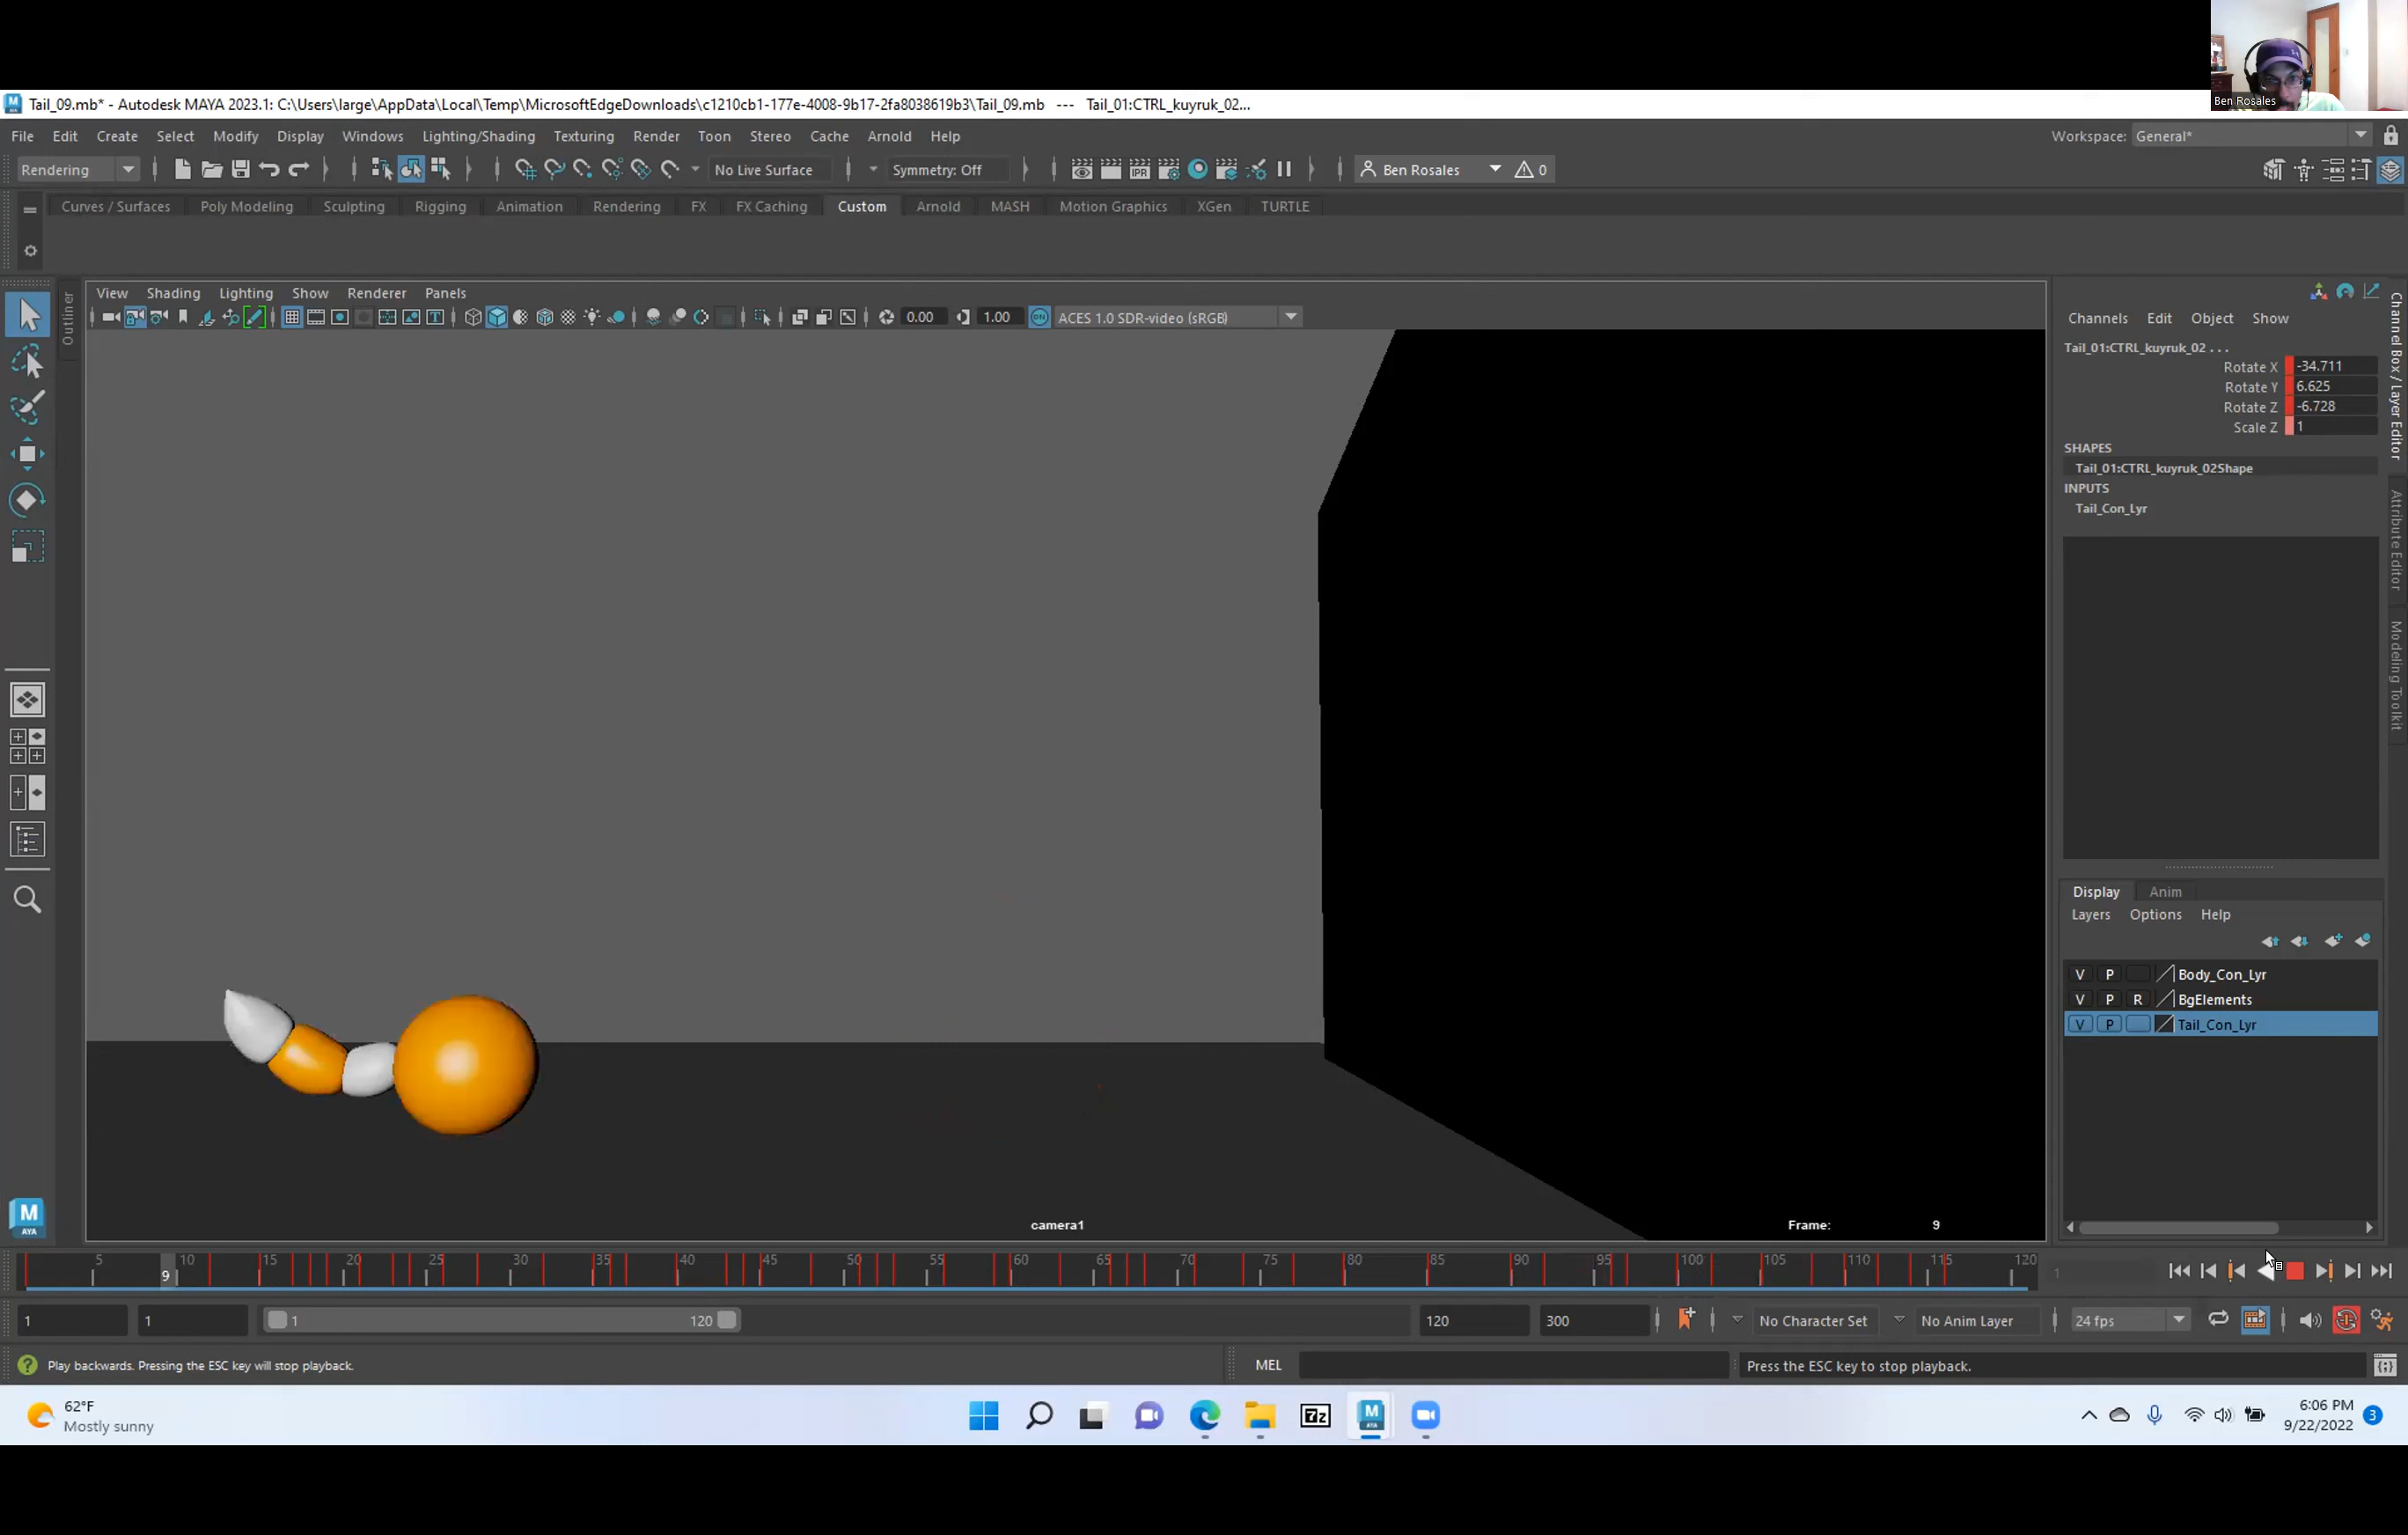 Ben Rosales
Tail_09.mb* - Autodesk MAYA 2023.1: C:\Users\large\AppData\Local\Temp\MicrosoftEdgeDownloads\c1210cb1-177e-4008-9b17-2fa8038619b3\Tail_09.mb --- Tail_01:CTRL_kuyruk_02...
File Edit Create Select Modify Display Windows Lighting/Shading Texturing Render Toon Stereo Cache Arnold Help Workspace: General*
Rendering No Live Surface Symmetry: Off IPR Ben Rosales 0
Curves / Surfaces Poly Modeling Sculpting Rigging Animation Rendering FX FX Caching Custom Arnold MASH Motion Graphics XGen TURTLE
Outliner
View Shading Lighting Show Renderer Panels
0.00 1.00 ON ACES 1.0 SDR-video (sRGB)
Channels Edit Object Show
Tail_01:CTRL_kuyruk_02 . . .
Rotate X -34.711
Rotate Y 6.625
Rotate Z -6.728
Scale Z 1
SHAPES
Tail_01:CTRL_kuyruk_02Shape
INPUTS
Tail_Con_Lyr
Channel Box / Layer Editor
Attribute Editor
Modeling Toolkit
Display Anim
Layers Options Help
V P Body_Con_Lyr
V P R BgElements
V P Tail_Con_Lyr
M
AYA
camera1 Frame: 9
5 10 15 20 25 30 35 40 45 50 55 60 65 70 75 80 85 90 95 100 105 110 115 120
9 1
1 1 1 120 120 300 No Character Set No Anim Layer 24 fps
Play backwards. Pressing the ESC key will stop playback. MEL Press the ESC key to stop playback.
62°F
Mostly sunny
7z
M
AYA
6:06 PM
9/22/2022
3